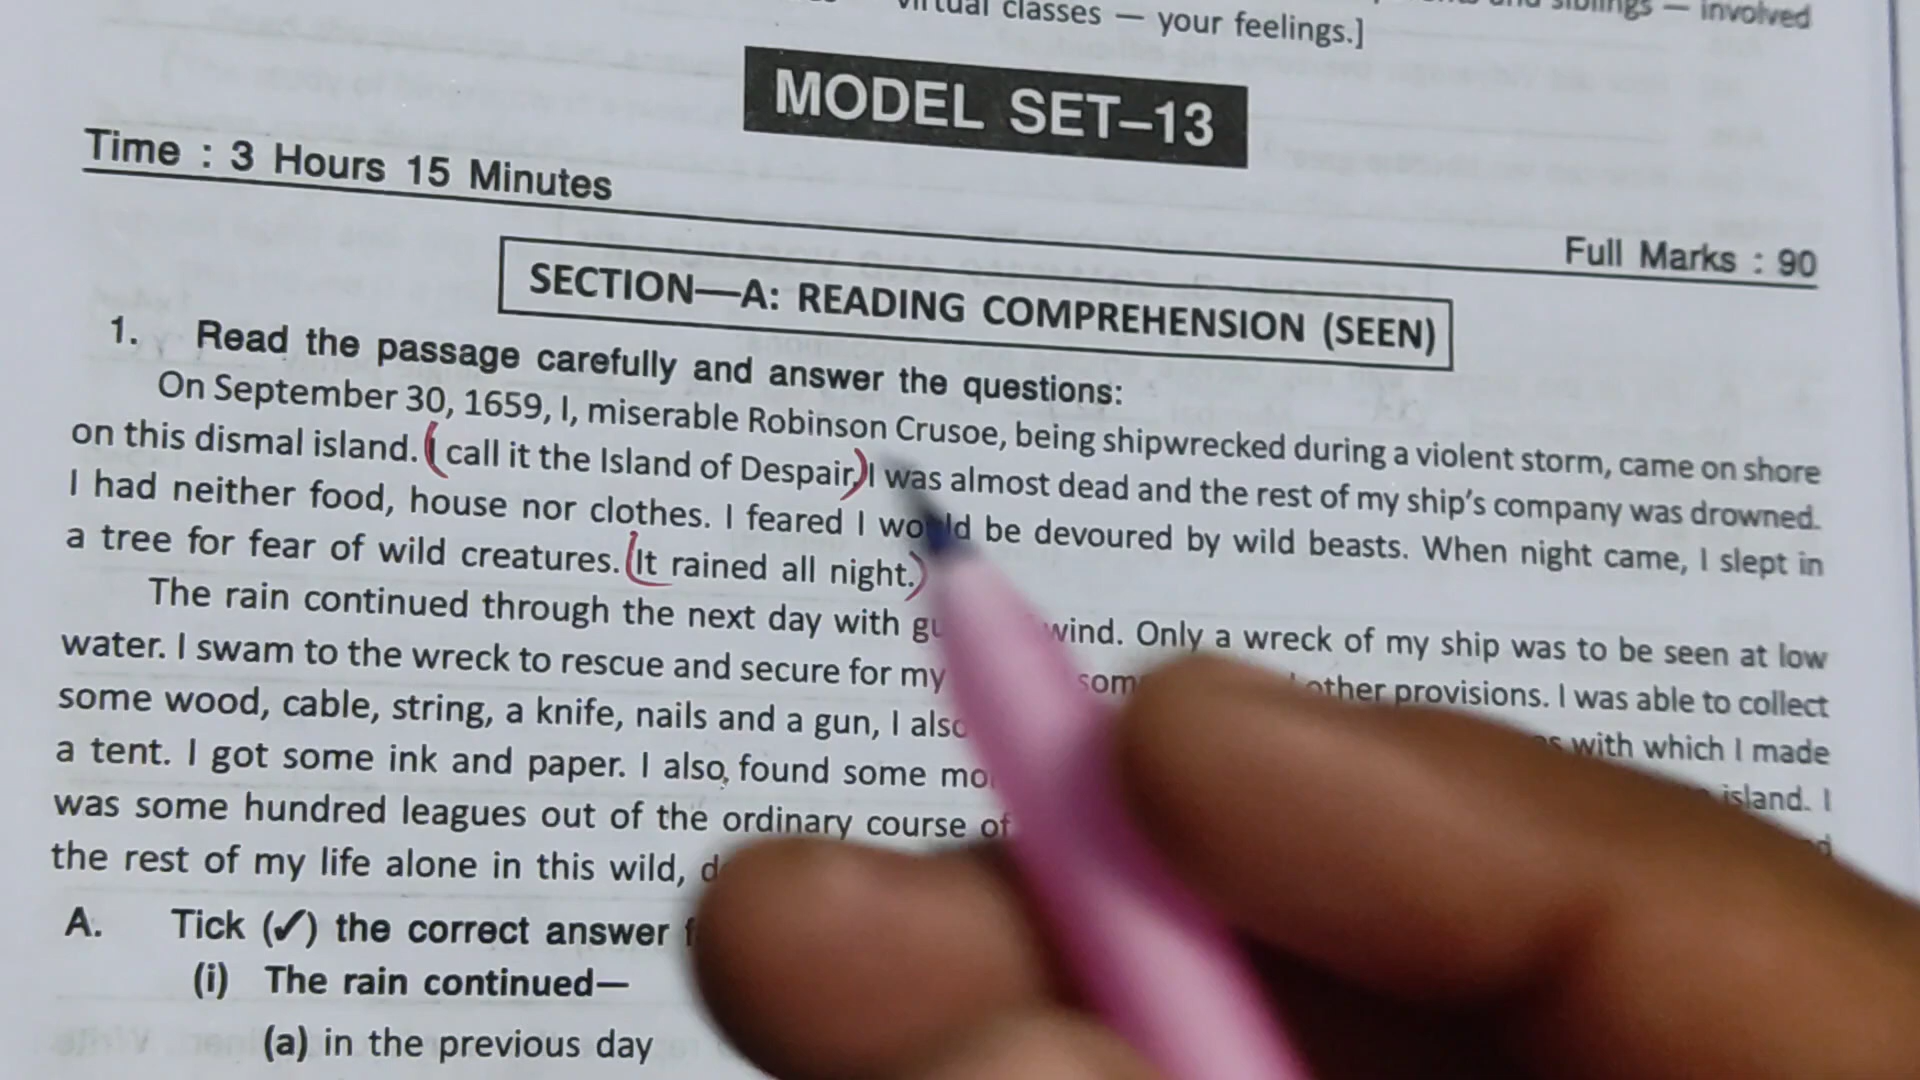 virtual classes — your feelings.]
siblings — involved
MODEL SET–13
Time : 3 Hours 15 Minutes
Full Marks : 90
SECTION—A: READING COMPREHENSION (SEEN)
1. Read the passage carefully and answer the questions:
On September 30, 1659, I, miserable Robinson Crusoe, being shipwrecked during a violent storm, came on shore
on this dismal island. I call it the Island of Despair. I was almost dead and the rest of my ship's company was drowned.
I had neither food, house nor clothes. I feared I would be devoured by wild beasts. When night came, I slept in
a tree for fear of wild creatures. It rained all night.
The rain continued through the next day with wind. Only a wreck of my ship was to be seen at low
water. I swam to the wreck to rescue and secure for my other provisions. I was able to collect
some wood, cable, string, a knife, nails and a gun, I also with which I made
a tent. I got some ink and paper. I also, found some island. I
was some hundred leagues out of the ordinary course of
the rest of my life alone in this wild,
A. Tick (✓) the correct answer
(i) The rain continued—
(a) in the previous day